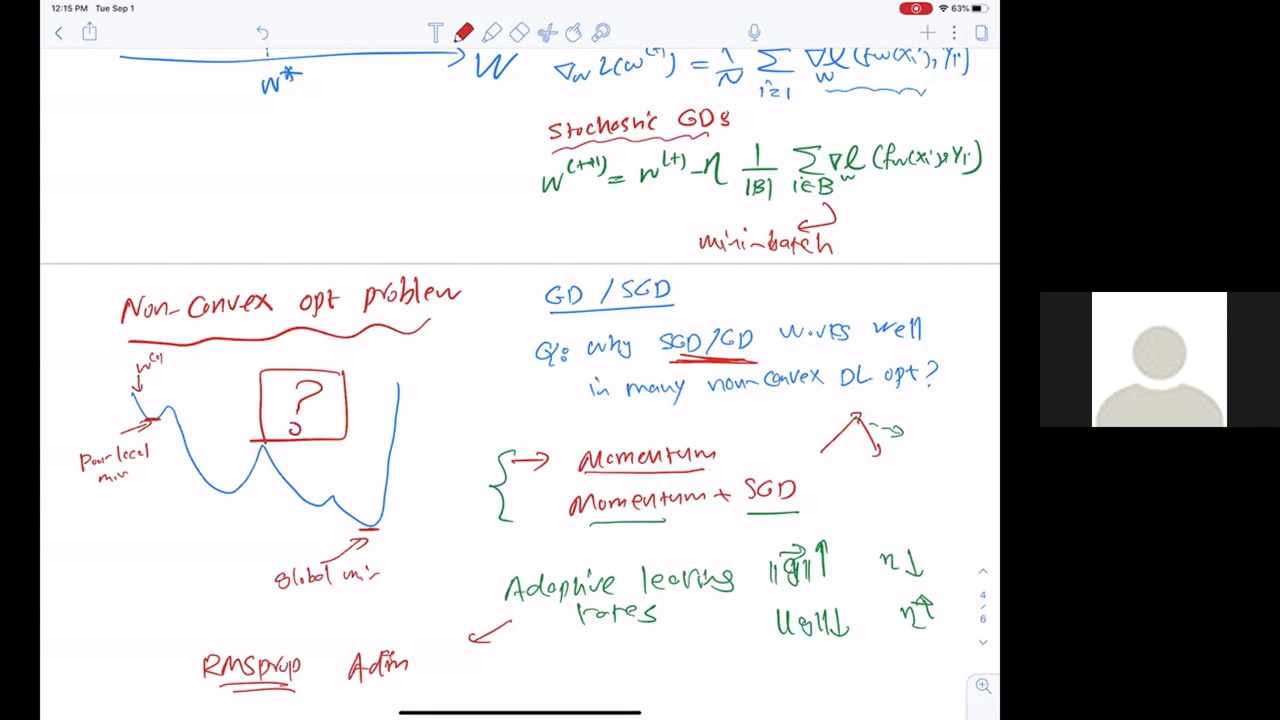 12:15 PM Tue Sep 1
63%
W*
W
∇w L(w^(t)) = 1/N ∑ i=1 ∇w l(fw(xi), yi)
Stochastic GDs
w^(t+1) = w^(t) - η 1/|B| ∑ i∈B ∇w l(fw(xi), yi)
mini-batch
Non-Convex opt problem
w^(0)
?
Poor local
min
global min
GD / SGD
Q: why SGD/GD works well
in many non-convex DL opt?
→ Momentum
Momentum + SGD
Adaptive learning ||g||↑ η↓
rates ||g||↓ η↑
RMSprop Adam
4
/
6